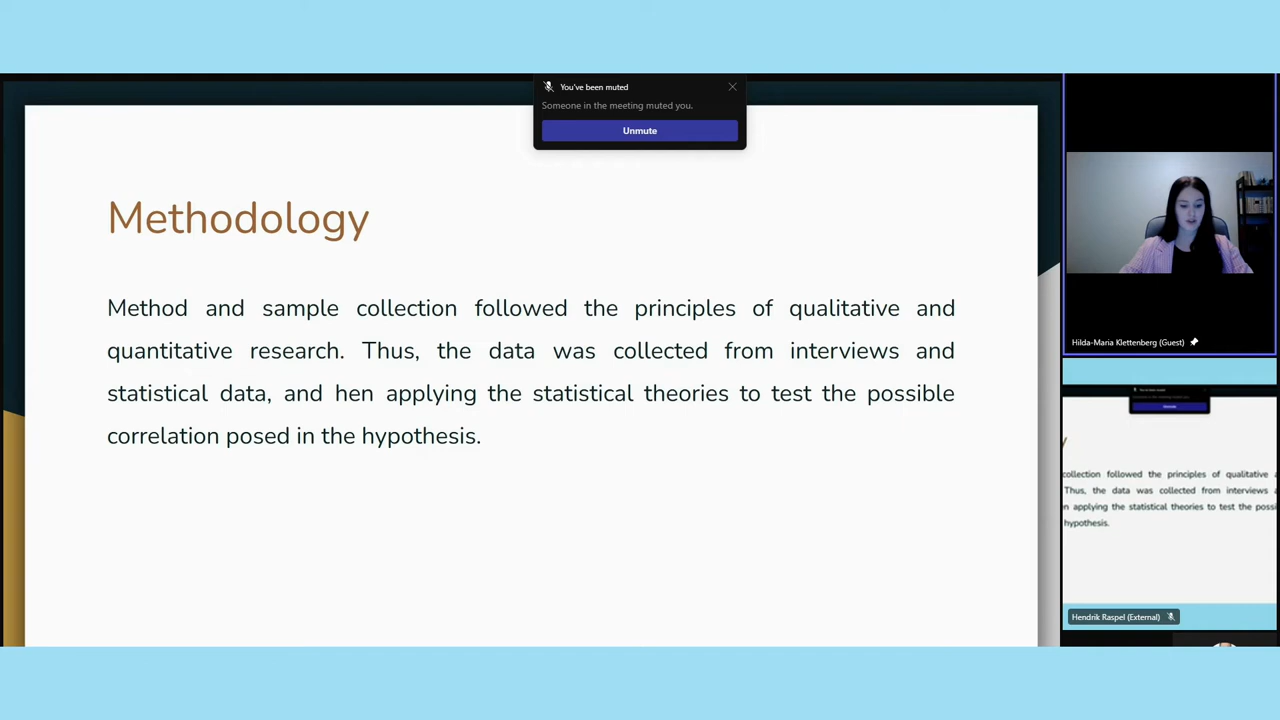 You've been muted
Someone in the meeting muted you.
Unmute
Methodology
Method and sample collection followed the principles of qualitative and
quantitative research. Thus, the data was collected from interviews and
statistical data, and hen applying the statistical theories to test the possible
correlation posed in the hypothesis.
Hilda-Maria Klettenberg (Guest)
collection followed the principles of qualitative
Thus, the data was collected from interviews
applying the statistical theories to test the possi
hypothesis.
Hendrik Raspel (External)